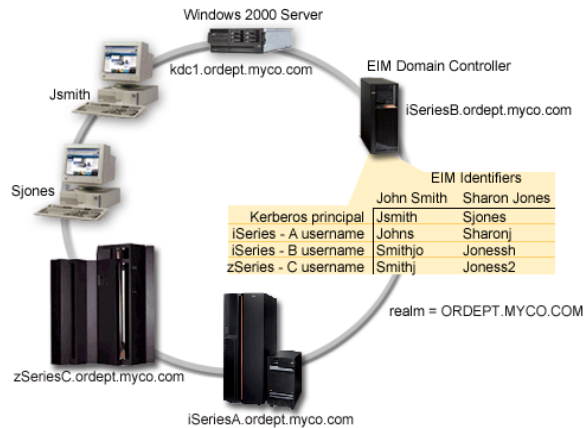 Windows 2000 Server
kdc1.ordept.myco.com
EIM Domain Controller
iSeriesB.ordept.myco.com
Jsmith
Sjones
EIM Identifiers
John Smith Sharon Jones
Kerberos principal Jsmith Sjones
iSeries - A username Johns Sharonj
iSeries - B username Smithjo Jonessh
zSeries - C username Smithj Joness2
realm = ORDEPT.MYCO.COM
zSeriesC.ordept.myco.com
iSeriesA.ordept.myco.com